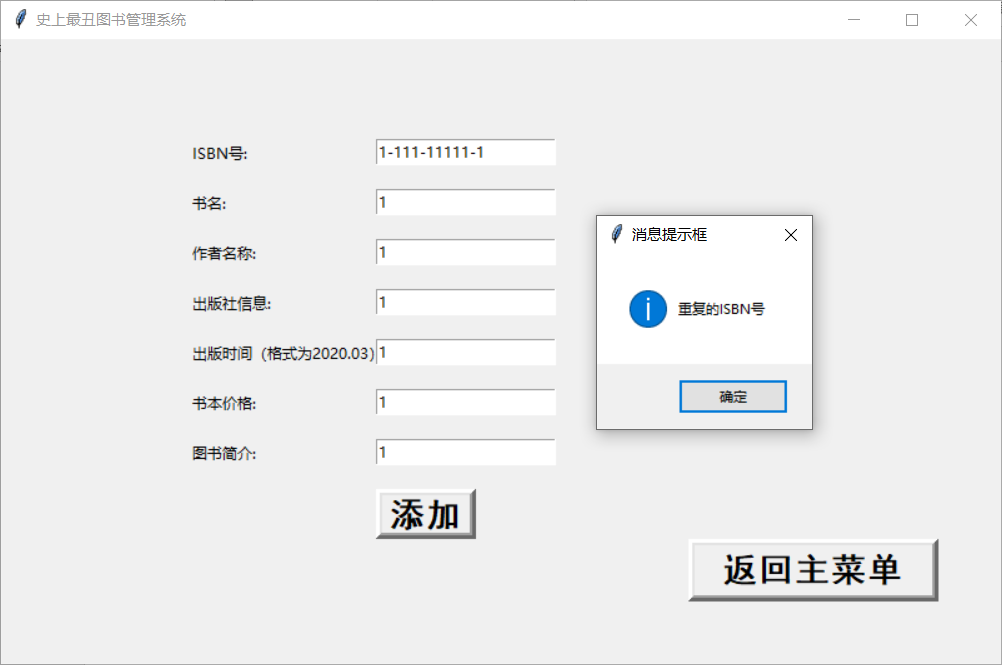 史上最丑图书管理系统
ISBN号:
1-111-11111-1
书名:
1
作者名称:
1
出版社信息:
1
出版时间（格式为2020.03）
1
书本价格:
1
图书简介:
1
添加
返回主菜单
消息提示框
重复的ISBN号
确定